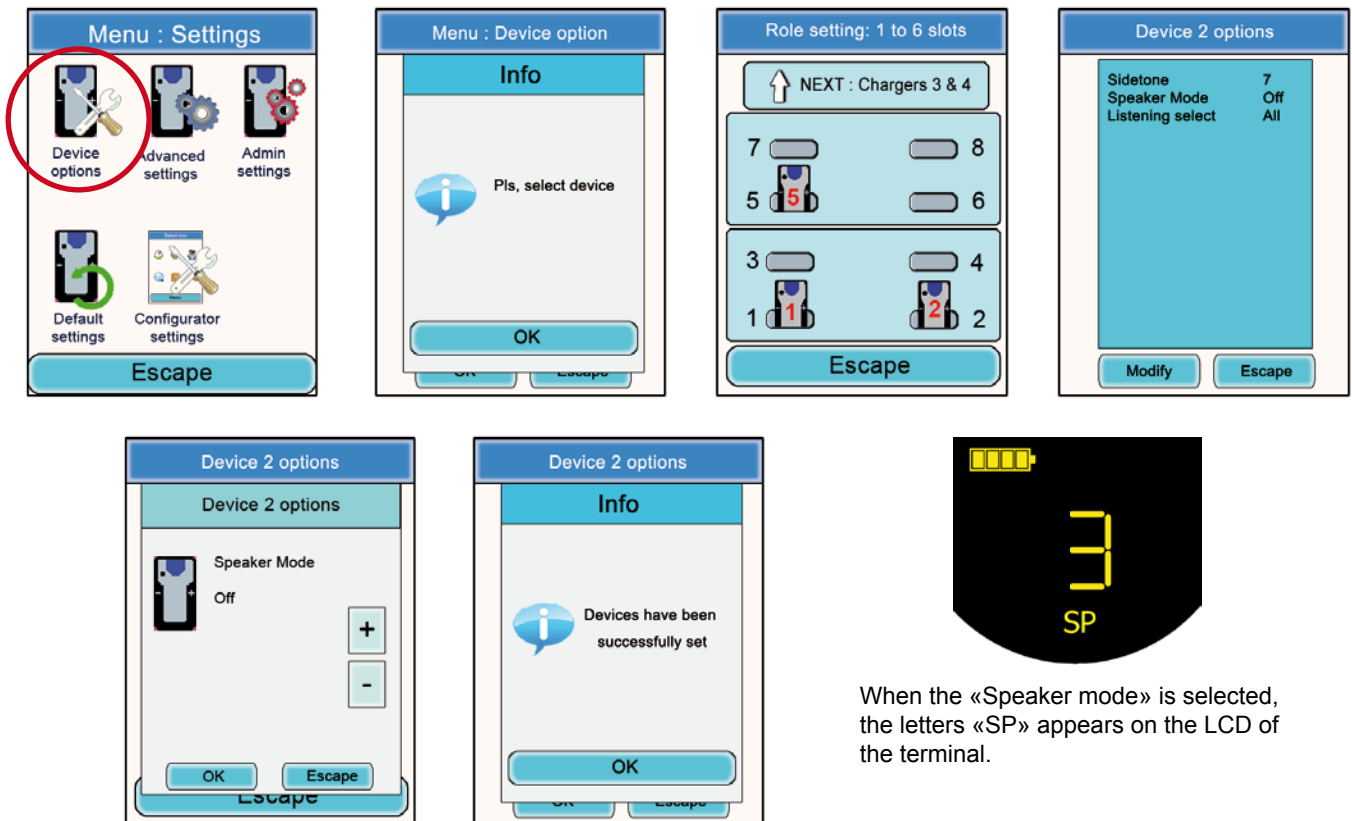 Menu : Settings
Device options
Advanced settings
Admin settings
Default settings
Configurator settings
Escape
Menu : Device option
Info
Pls, select device
OK
OK Escape
Role setting: 1 to 6 slots
NEXT : Chargers 3 & 4
7 8
5 5 6
3 4
1 1 2 2
Escape
Device 2 options
Sidetone 7
Speaker Mode Off
Listening select All
Modify Escape
Device 2 options
Device 2 options
Speaker Mode
Off
+
-
OK Escape
Escape
Device 2 options
Info
Devices have been
successfully set
OK
OK Escape
3
SP
When the «Speaker mode» is selected,
the letters «SP» appears on the LCD of
the terminal.